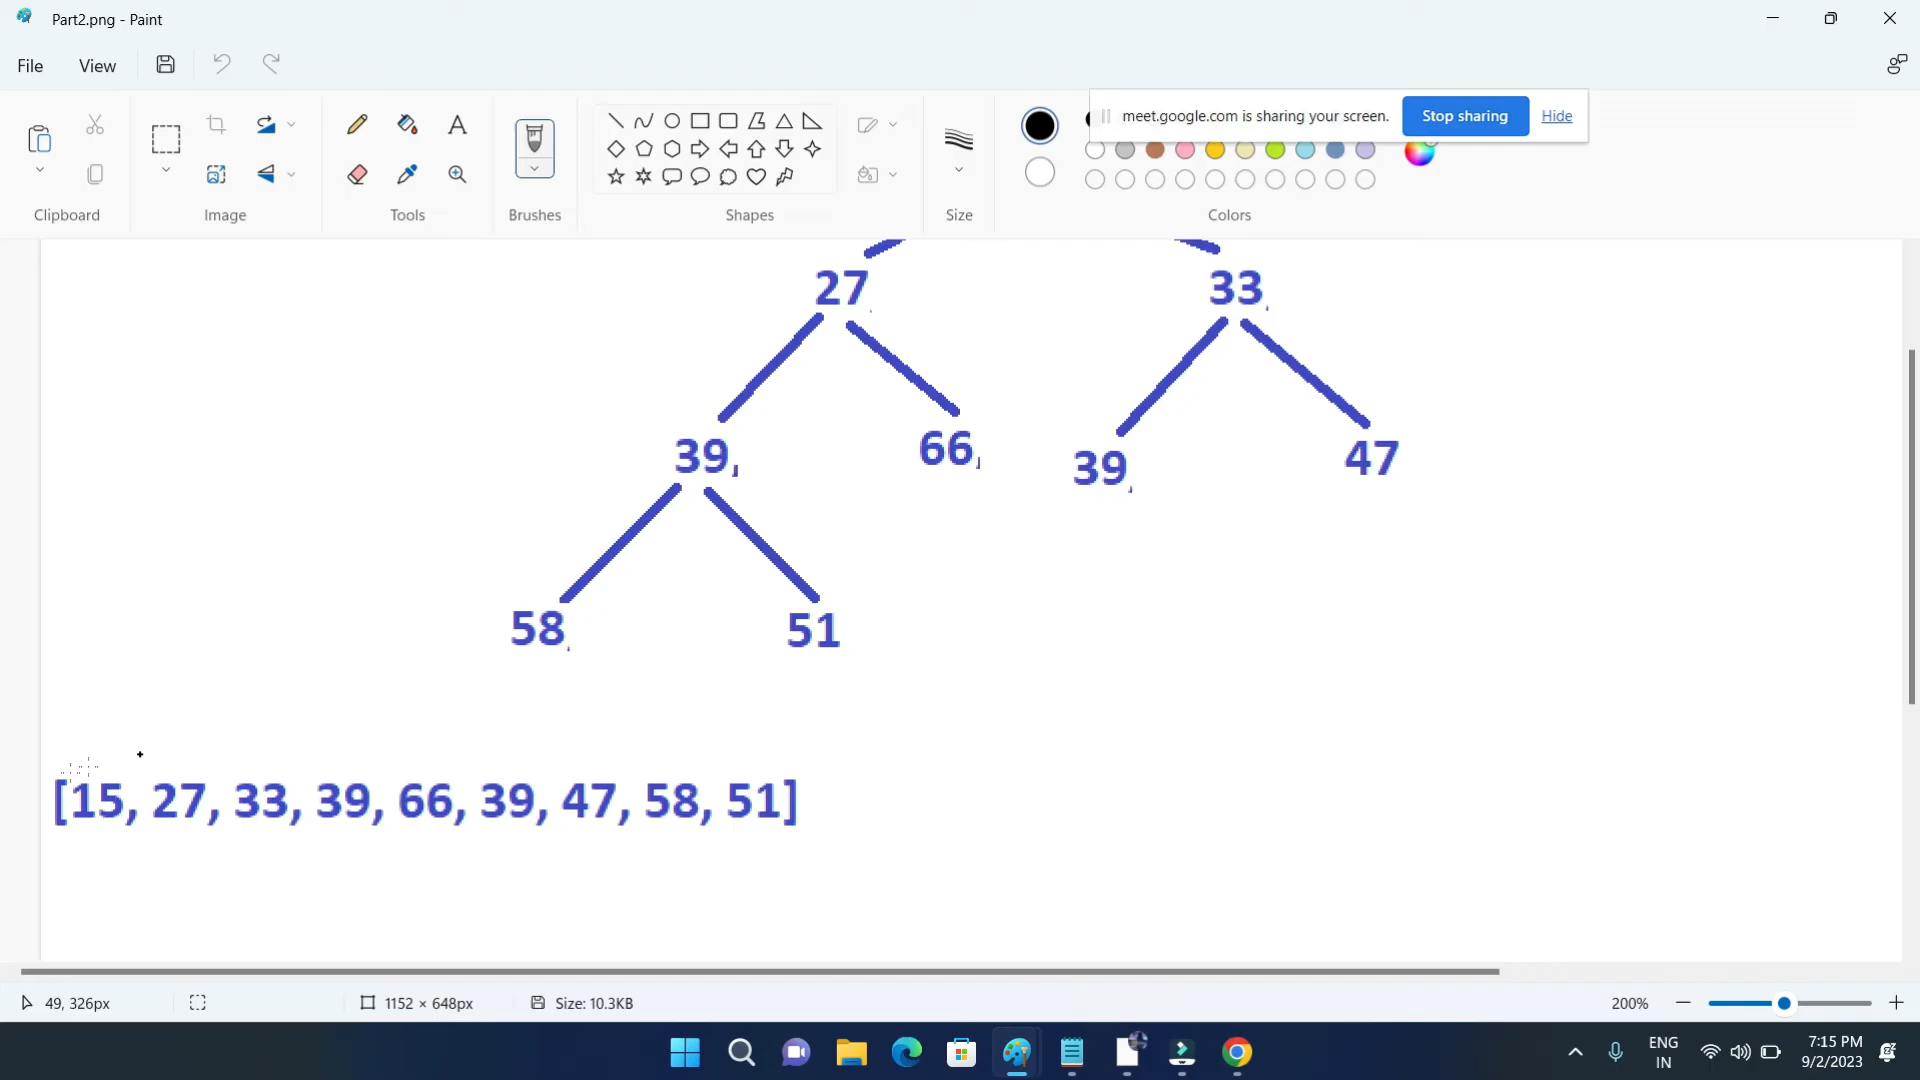 Part2.png - Paint
File View
meet.google.com is sharing your screen. Stop sharing Hide
Clipboard Image Tools Brushes Shapes Size Colors
27, 33,
39, 66, 39, 47
58, 51
[15, 27, 33, 39, 66, 39, 47, 58, 51]
49, 326px 1152 × 648px Size: 10.3KB 200%
ENG
IN
7:15 PM
9/2/2023